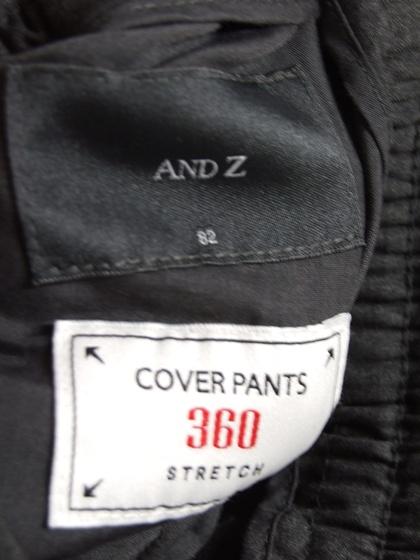 AND Z
82
COVER PANTS
360
STRETCH